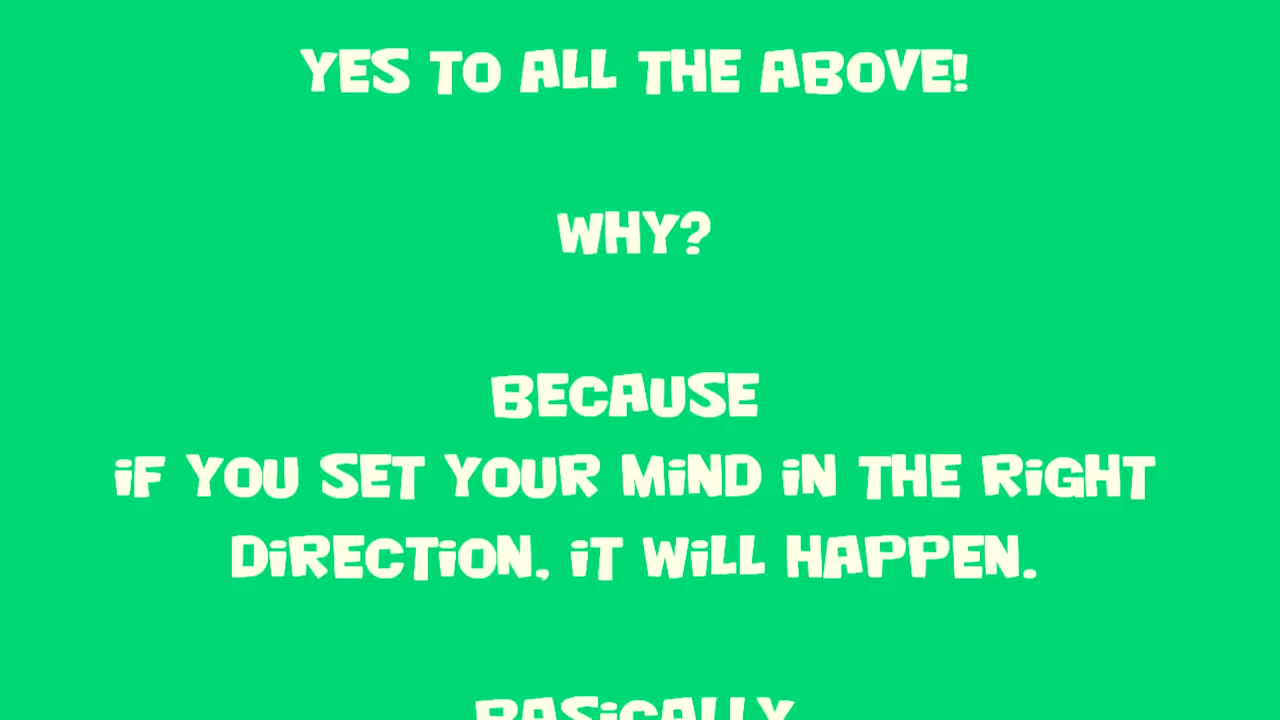 YES TO ALL THE ABOVE!
WHY?
BECAUSE
iF YOU SET YOUR MiND iN THE RiGHT
DiRECTiON, iT WiLL HAPPEN.
BASiCALLY